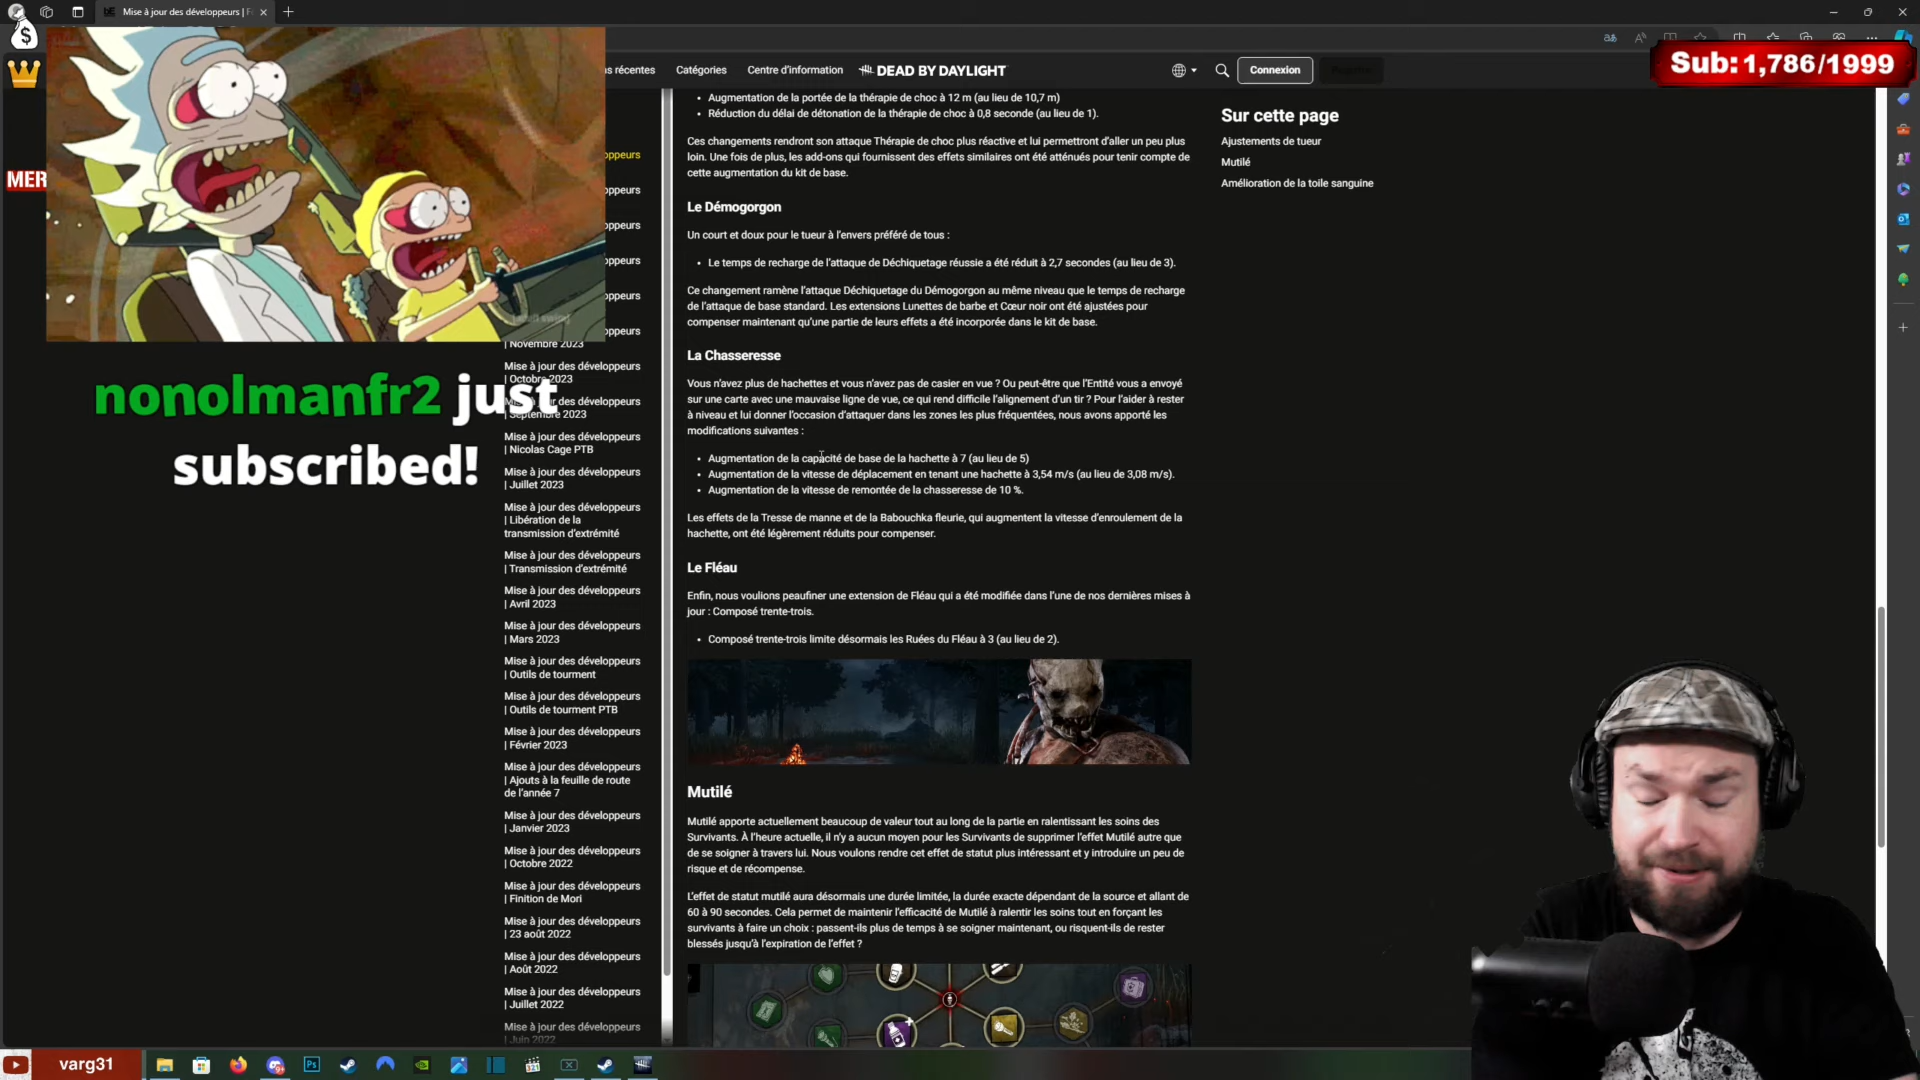 Mise à jour des développeurs | F
s récentes
Catégories
Centre d'information
DEAD BY DAYLIGHT
Connexion
Sub: 1,786/1999
MER
[adult swim]
nonolmanfr2 just
subscribed!
oppeurs
oppeurs
oppeurs
oppeurs
oppeurs
oppeurs
| Novembre 2023
Mise à jour des développeurs
| Octobre 2023
| Septembre 2023
Mise à jour des développeurs
| Nicolas Cage PTB
Mise à jour des développeurs
| Juillet 2023
Mise à jour des développeurs
| Libération de la
transmission d'extrémité
Mise à jour des développeurs
| Transmission d'extrémité
Mise à jour des développeurs
| Avril 2023
Mise à jour des développeurs
| Mars 2023
Mise à jour des développeurs
| Outils de tourment
Mise à jour des développeurs
| Outils de tourment PTB
Mise à jour des développeurs
| Février 2023
Mise à jour des développeurs
| Ajouts à la feuille de route
de l'année 7
Mise à jour des développeurs
| Janvier 2023
Mise à jour des développeurs
| Octobre 2022
Mise à jour des développeurs
| Finition de Mori
Mise à jour des développeurs
| 23 août 2022
Mise à jour des développeurs
| Août 2022
Mise à jour des développeurs
| Juillet 2022
Mise à jour des développeurs
| Juin 2022
• Augmentation de la portée de la thérapie de choc à 12 m (au lieu de 10,7 m)
• Réduction du délai de détonation de la thérapie de choc à 0,8 seconde (au lieu de 1).
Ces changements rendront son attaque Thérapie de choc plus réactive et lui permettront d'aller un peu plus
loin. Une fois de plus, les add-ons qui fournissent des effets similaires ont été atténués pour tenir compte de
cette augmentation du kit de base.
Le Démogorgon
Un court et doux pour le tueur à l'envers préféré de tous :
• Le temps de recharge de l'attaque de Déchiquetage réussie a été réduit à 2,7 secondes (au lieu de 3).
Ce changement ramène l'attaque Déchiquetage du Démogorgon au même niveau que le temps de recharge
de l'attaque de base standard. Les extensions Lunettes de barbe et Cœur noir ont été ajustées pour
compenser maintenant qu'une partie de leurs effets a été incorporée dans le kit de base.
La Chasseresse
Vous n'avez plus de hachettes et vous n'avez pas de casier en vue ? Ou peut-être que l'Entité vous a envoyé
sur une carte avec une mauvaise ligne de vue, ce qui rend difficile l'alignement d'un tir ? Pour l'aider à rester
à niveau et lui donner l'occasion d'attaquer dans les zones les plus fréquentées, nous avons apporté les
modifications suivantes :
• Augmentation de la capacité de base de la hachette à 7 (au lieu de 5)
• Augmentation de la vitesse de déplacement en tenant une hachette à 3,54 m/s (au lieu de 3,08 m/s).
• Augmentation de la vitesse de remontée de la chasseresse de 10 %.
Les effets de la Tresse de manne et de la Babouchka fleurie, qui augmentent la vitesse d'enroulement de la
hachette, ont été légèrement réduits pour compenser.
Le Fléau
Enfin, nous voulions peaufiner une extension de Fléau qui a été modifiée dans l'une de nos dernières mises à
jour : Composé trente-trois.
• Composé trente-trois limite désormais les Ruées du Fléau à 3 (au lieu de 2).
Mutilé
Mutilé apporte actuellement beaucoup de valeur tout au long de la partie en ralentissant les soins des
Survivants. À l'heure actuelle, il n'y a aucun moyen pour les Survivants de supprimer l'effet Mutilé autre que
de se soigner à travers lui. Nous voulons rendre cet effet de statut plus intéressant et y introduire un peu de
risque et de récompense.
L'effet de statut mutilé aura désormais une durée limitée, la durée exacte dépendant de la source et allant de
60 à 90 secondes. Cela permet de maintenir l'efficacité de Mutilé à ralentir les soins tout en forçant les
survivants à faire un choix : passent-ils plus de temps à se soigner maintenant, ou risquent-ils de rester
blessés jusqu'à l'expiration de l'effet ?
Sur cette page
Ajustements de tueur
Mutilé
Amélioration de la toile sanguine
varg31